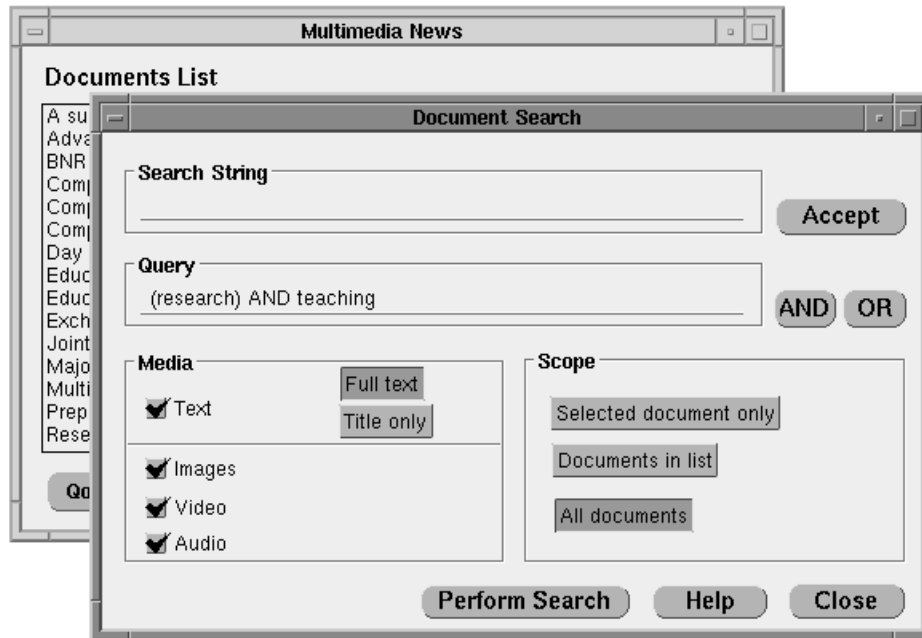 Multimedia News
Documents List
A su
Adva
BNR
Comp
Comp
Comp
Day
Educ
Educ
Exch
Joint
Majo
Multi
Prep
Rese
Document Search
Search String
Accept
Query
(research) AND teaching
AND OR
Media
Text
Full text
Title only
Images
Video
Audio
Scope
Selected document only
Documents in list
All documents
Perform Search Help Close